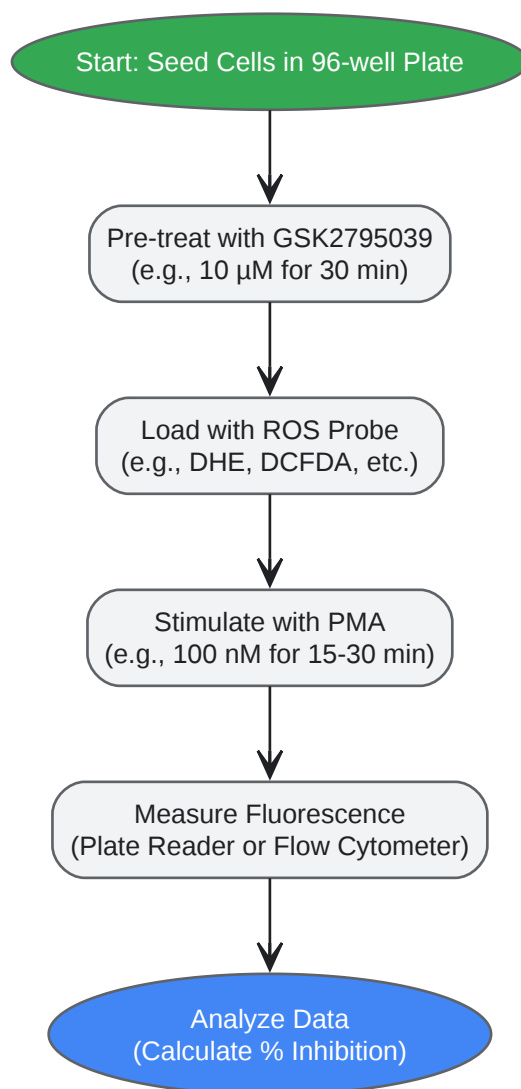 Start: Seed Cells in 96-well Plate
Pre-treat with GSK2795039
(e.g., 10 µM for 30 min)
Load with ROS Probe
(e.g., DHE, DCFDA, etc.)
Stimulate with PMA
(e.g., 100 nM for 15-30 min)
Measure Fluorescence
(Plate Reader or Flow Cytometer)
Analyze Data
(Calculate % Inhibition)